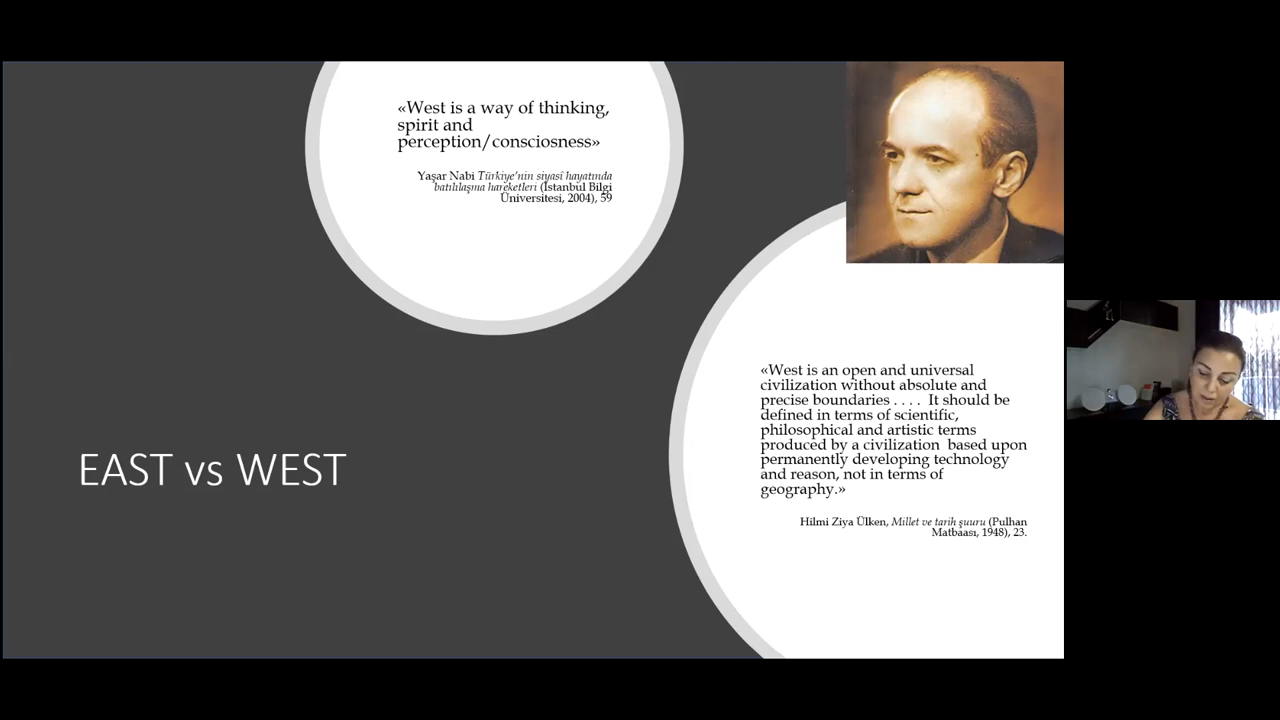 «West is a way of thinking,
spirit and
perception/consciosness»
Yaşar Nabi Türkiye'nin siyasî hayatında
batılılaşma hareketleri (İstanbul Bilgi
Üniversitesi, 2004), 59
EAST vs WEST
«West is an open and universal
civilization without absolute and
precise boundaries . . . . It should be
defined in terms of scientific,
philosophical and artistic terms
produced by a civilization based upon
permanently developing technology
and reason, not in terms of
geography.»
Hilmi Ziya Ülken, Millet ve tarih şuuru (Pulhan
Matbaası, 1948), 23.